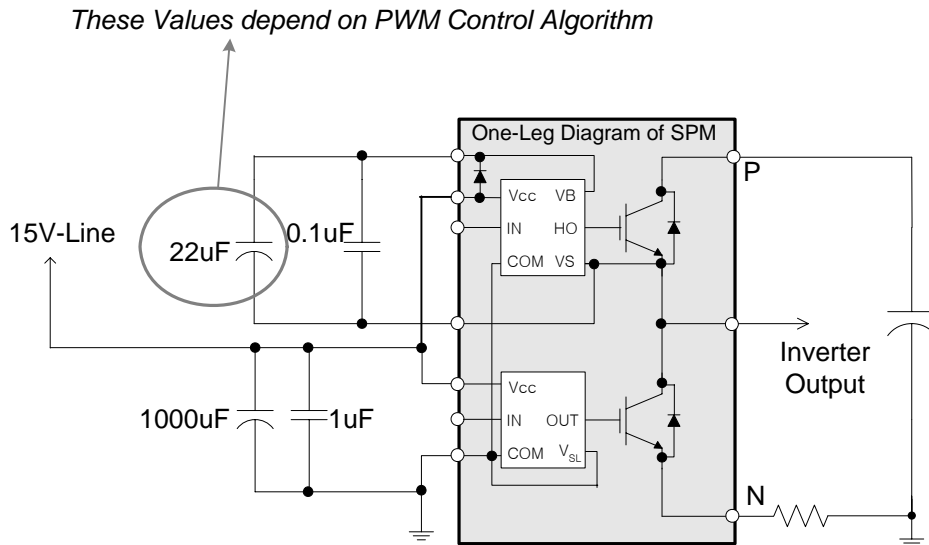 These Values depend on PWM Control Algorithm
One-Leg Diagram of SPM
P
Vcc VB
15V-Line
22uF
0.1uF
IN HO
COM VS
Inverter
Output
Vcc
1000uF
1uF
IN OUT
COM VSL
N